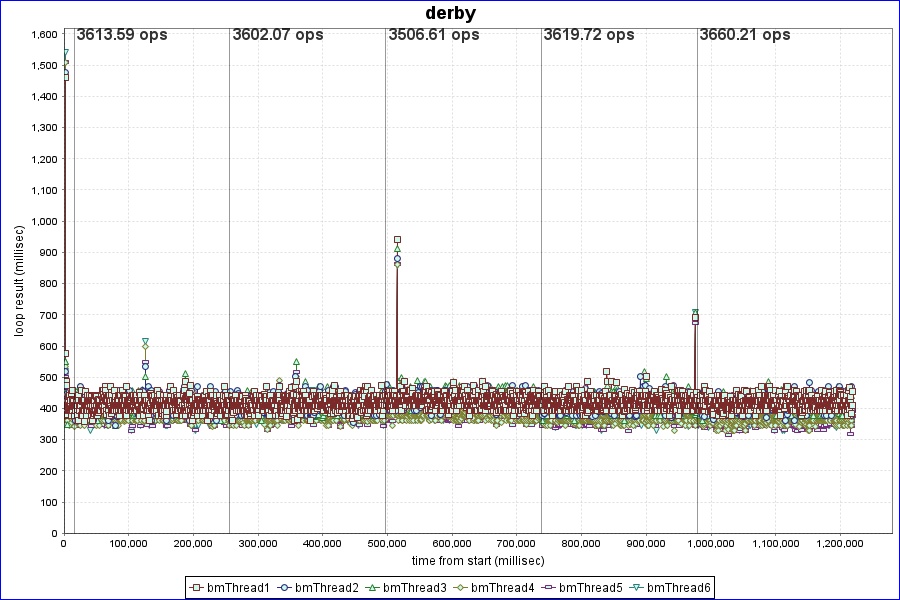 derby
3613.59 ops 3602.07 ops 3506.61 ops 3619.72 ops 3660.21 ops
loop result (millisec)
1,600
1,500
1,400
1,300
1,200
1,100
1,000
900
800
700
600
500
400
300
200
100
0
0 100,000 200,000 300,000 400,000 500,000 600,000 700,000 800,000 900,000 1,000,000 1,100,000 1,200,000
time from start (millisec)
bmThread1 bmThread2 bmThread3 bmThread4 bmThread5 bmThread6